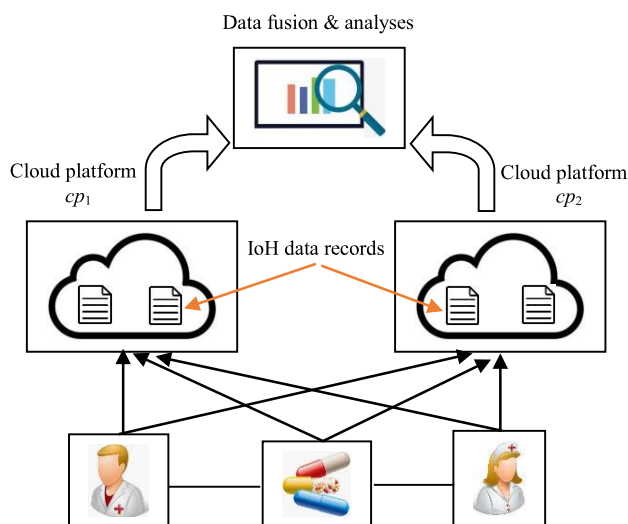 Data fusion & analyses
Cloud platform
cp₁
Cloud platform
cp₂
IoH data records